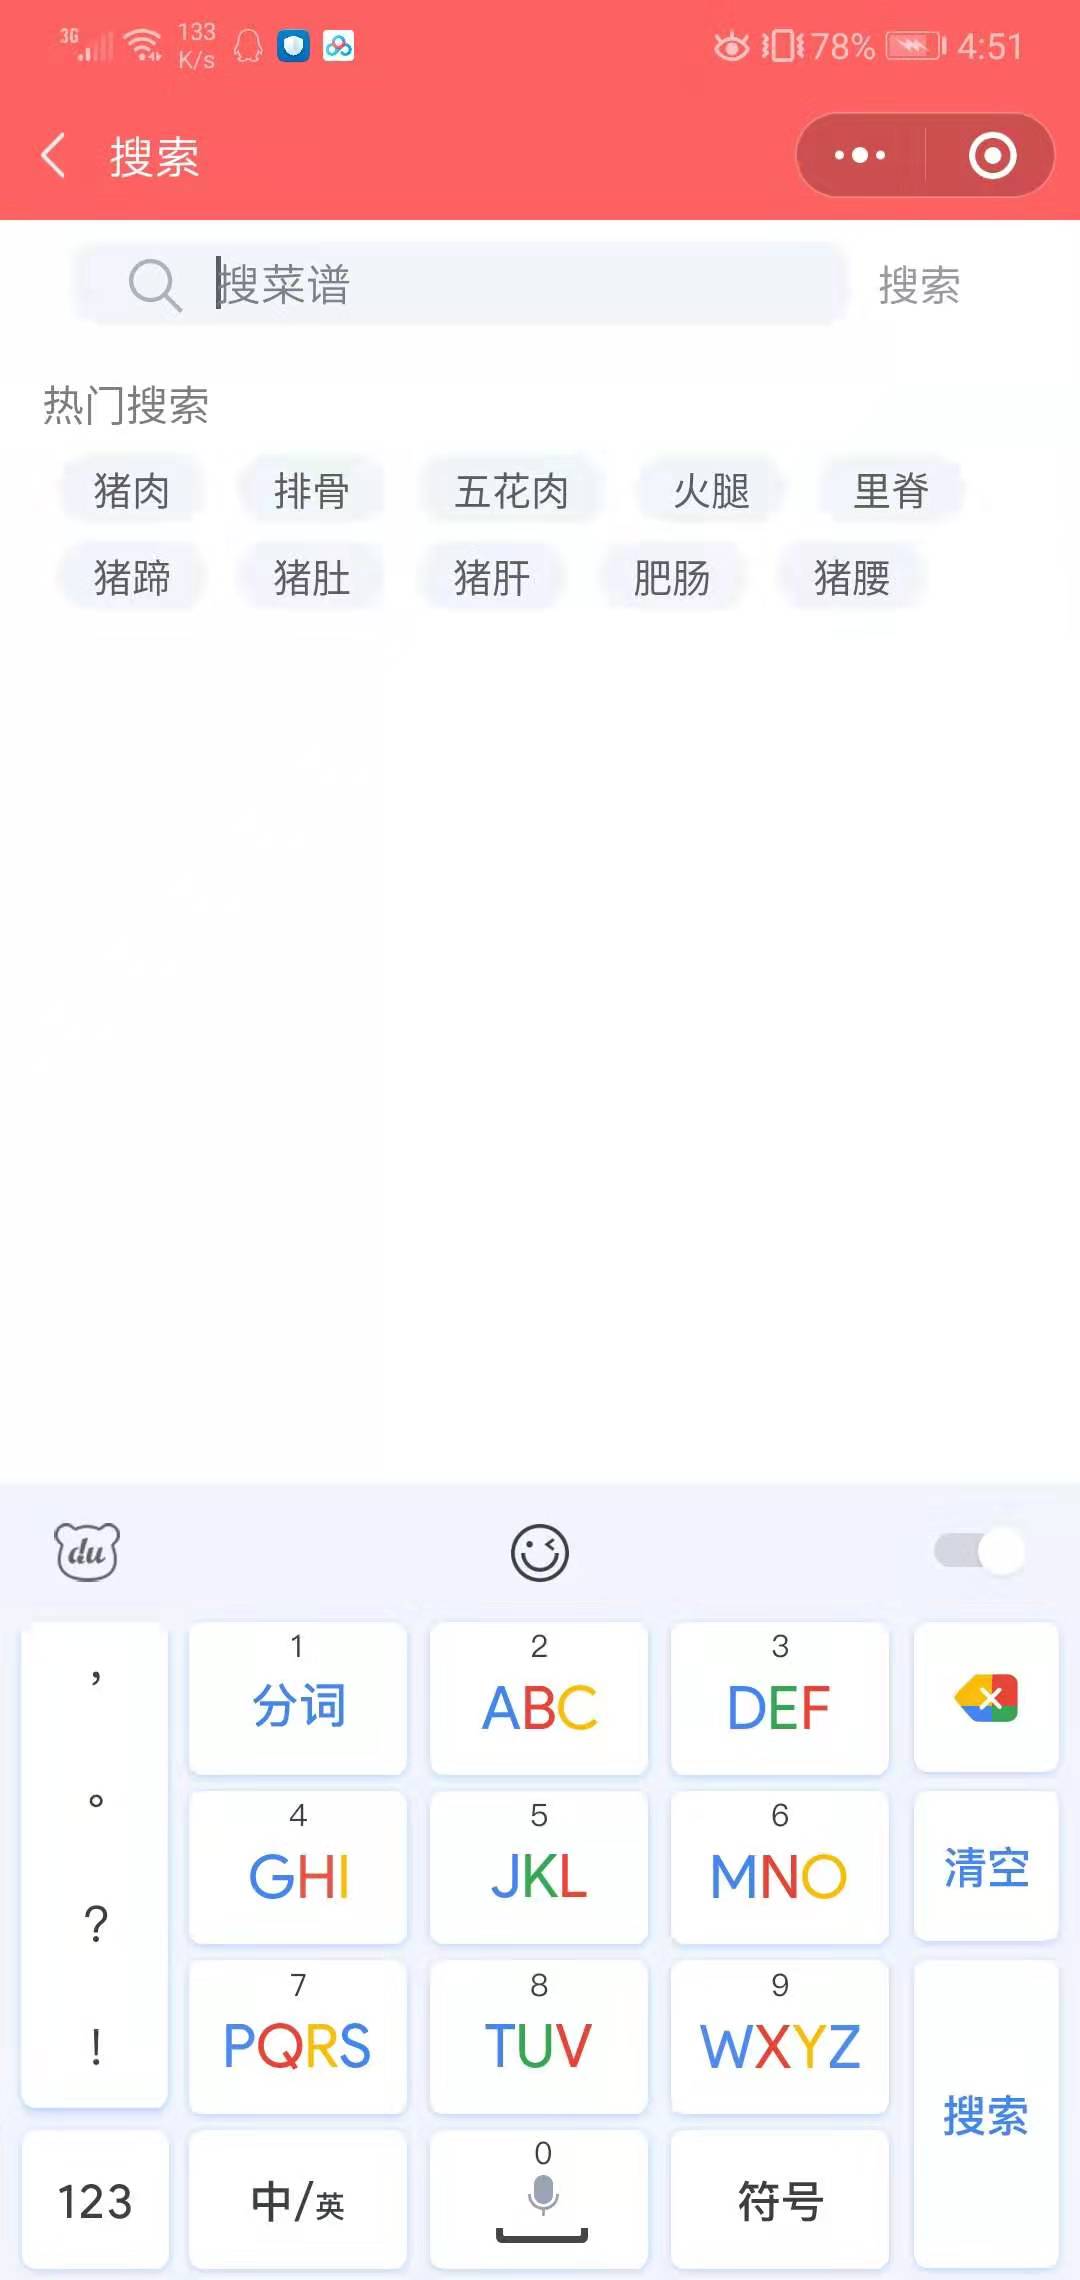 3G 133 K/s 78% 4:51
搜索
搜菜谱 搜索
热门搜索
猪肉 排骨 五花肉 火腿 里脊
猪蹄 猪肚 猪肝 肥肠 猪腰
du
, 1 2 3
分词 ABC DEF
。 4 5 6
GHI JKL MNO 清空
? 7 8 9
! PQRS TUV WXYZ 搜索
0
123 中/英 符号